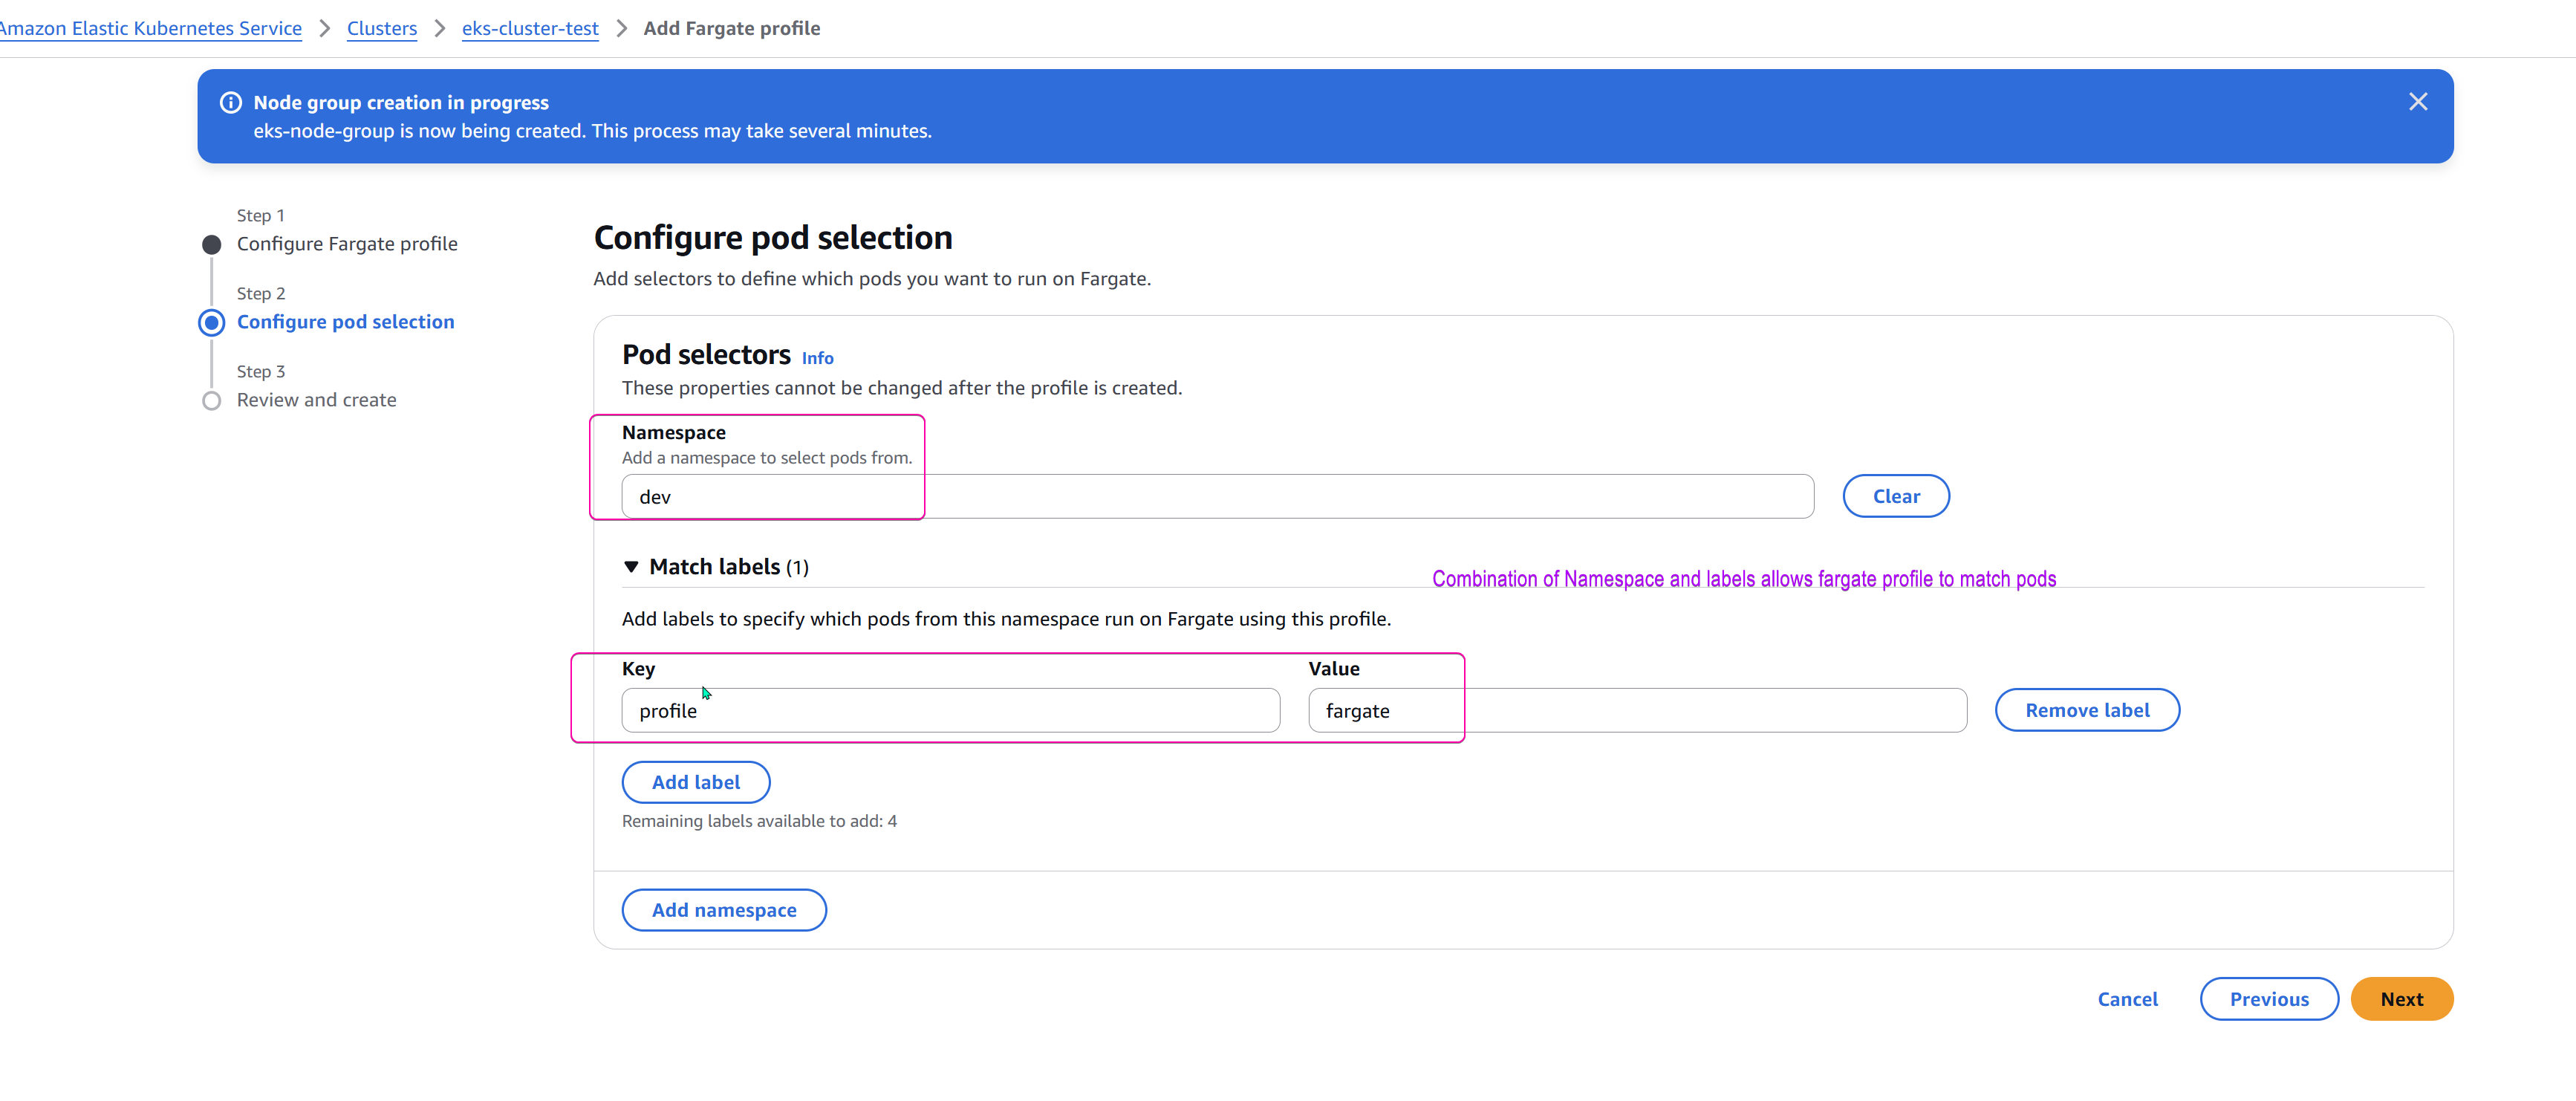 Amazon Elastic Kubernetes Service > Clusters > eks-cluster-test > Add Fargate profile
Node group creation in progress
eks-node-group is now being created. This process may take several minutes.
Step 1
Configure Fargate profile
Step 2
Configure pod selection
Step 3
Review and create
Configure pod selection
Add selectors to define which pods you want to run on Fargate.
Pod selectors Info
These properties cannot be changed after the profile is created.
Namespace
Add a namespace to select pods from.
dev Clear
Match labels (1)
Combination of Namespace and labels allows fargate profile to match pods
Add labels to specify which pods from this namespace run on Fargate using this profile.
Key Value
profile fargate Remove label
Add label
Remaining labels available to add: 4
Add namespace
Cancel Previous Next